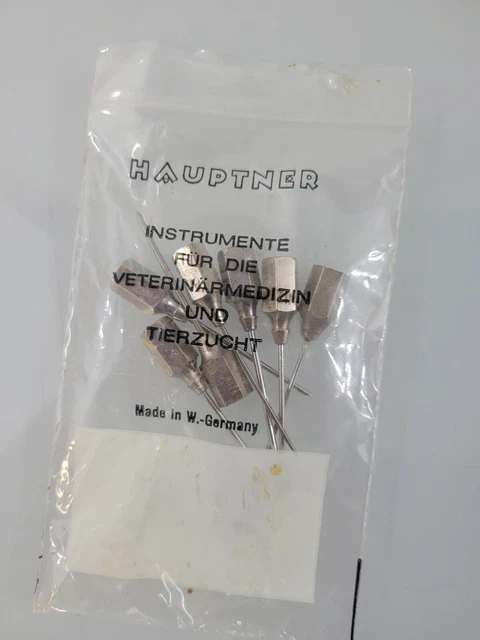 HAUPTNER
INSTRUMENTE
FÜR DIE
VETERINÄRMEDIZIN
UND
TIERZUCHT
Made in W.-Germany